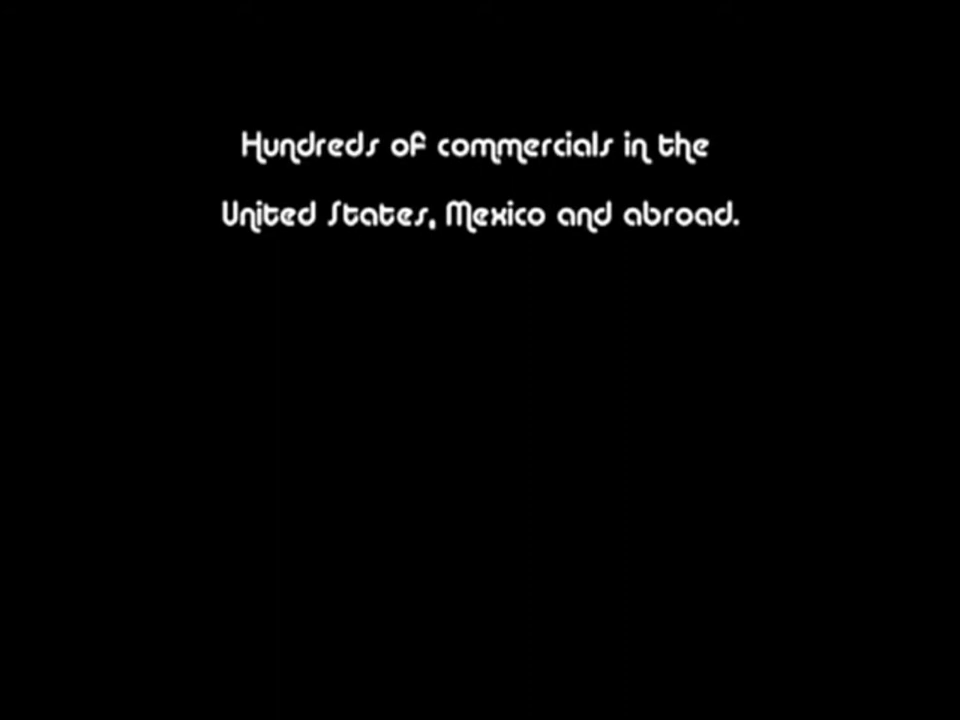 Hundreds of commercials in the
United States, Mexico and abroad.